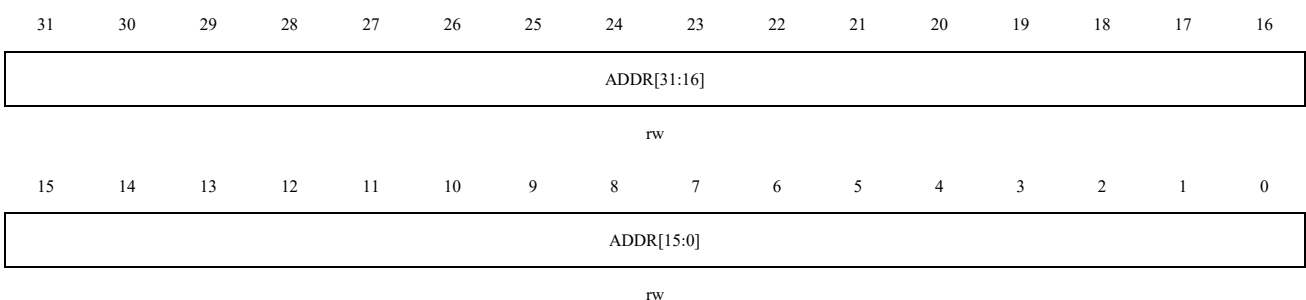 31 30 29 28 27 26 25 24 23 22 21 20 19 18 17 16
ADDR[31:16]
rw
15 14 13 12 11 10 9 8 7 6 5 4 3 2 1 0
ADDR[15:0]
rw